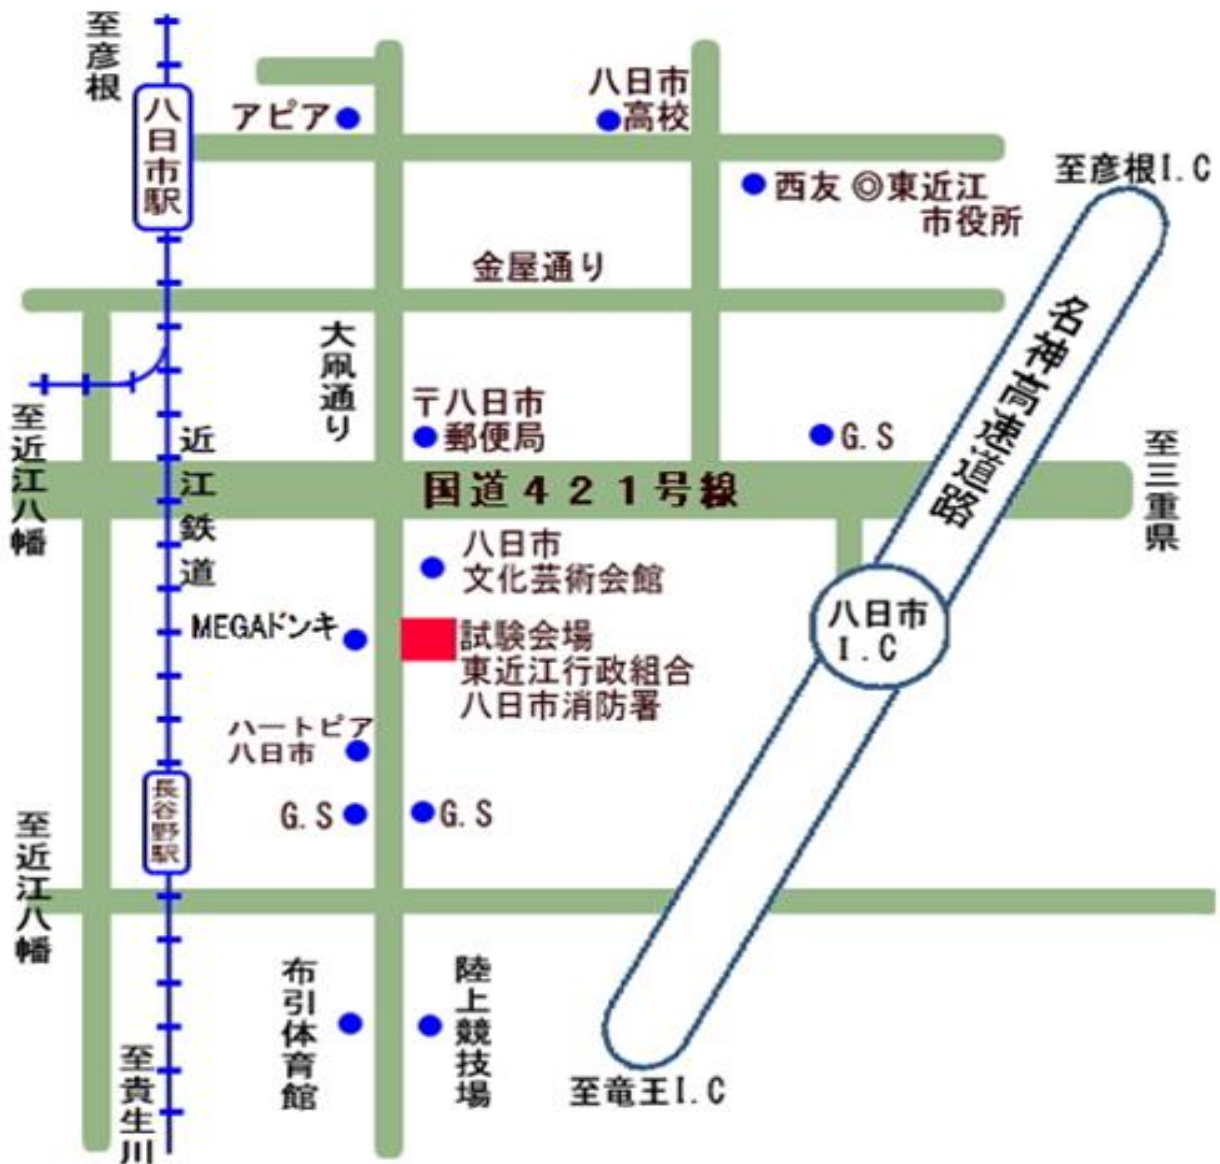 至彦根
八日市駅
アピア
八日市
高校
至彦根I.C
西友 ◎東近江
市役所
金屋通り
大凧通り
名神高速道路
〒八日市
郵便局
G.S
至近江八幡
近江鉄道
国道421号線
至三重県
八日市
文化芸術会館
八日市
I.C
MEGAドンキ
試験会場
東近江行政組合
八日市消防署
ハートピア
八日市
長谷野駅
G.S
G.S
至近江八幡
布引体育館
陸上競技場
至貴生川
至竜王I.C